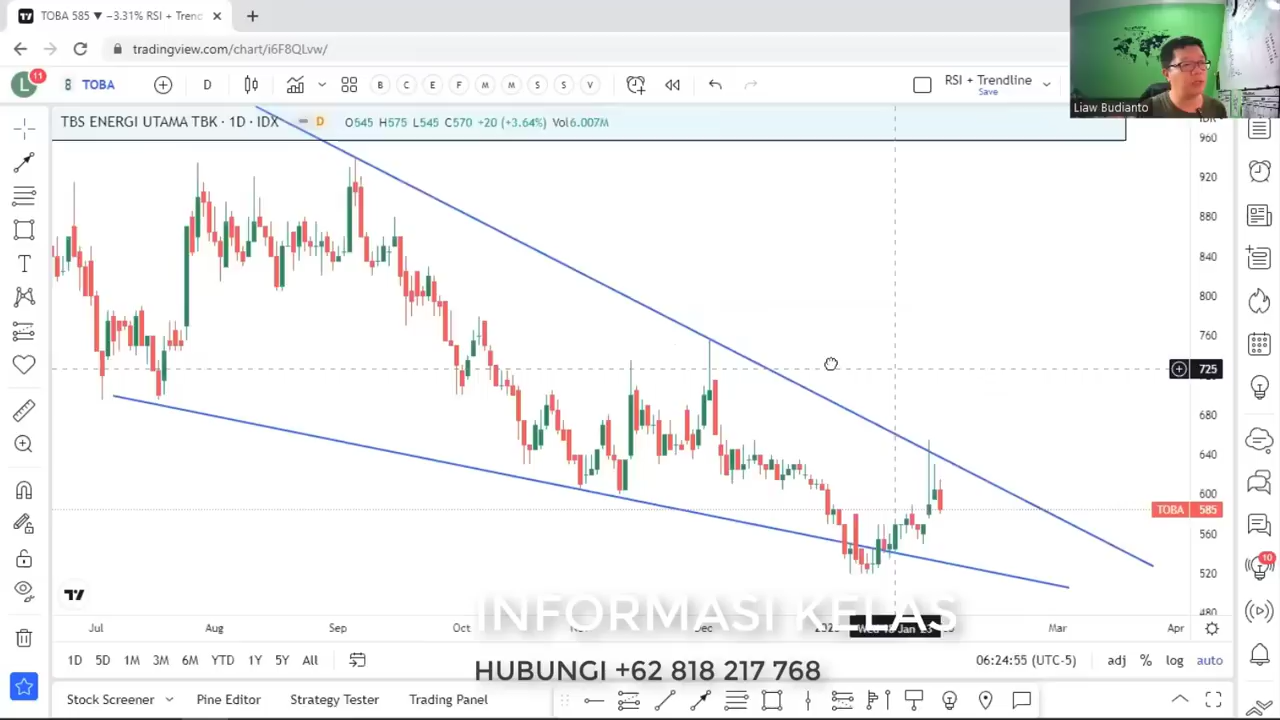 TOBA 585 ▼ −3.31% RSI + Tren
tradingview.com/chart/i6F8QLvw/
L 11 TOBA D B C E F M M S S V RSI + Trendline
Save
Liaw Budianto
TBS ENERGI UTAMA TBK · 1D · IDX D O545 H575 L545 C570 +20 (+3.64%) Vol6.007M
960
920
880
840
800
760
725
680
640
600
TOBA 585
560
520
480
INFORMASI KELAS
Jul Aug Sep Oct Dec Mar Apr
HUBUNGI +62 818 217 768
1D 5D 1M 3M 6M YTD 1Y 5Y All 06:24:55 (UTC-5) adj % log auto
10
Stock Screener Pine Editor Strategy Tester Trading Panel